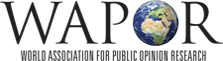 WAPOR
WORLD ASSOCIATION FOR PUBLIC OPINION RESEARCH